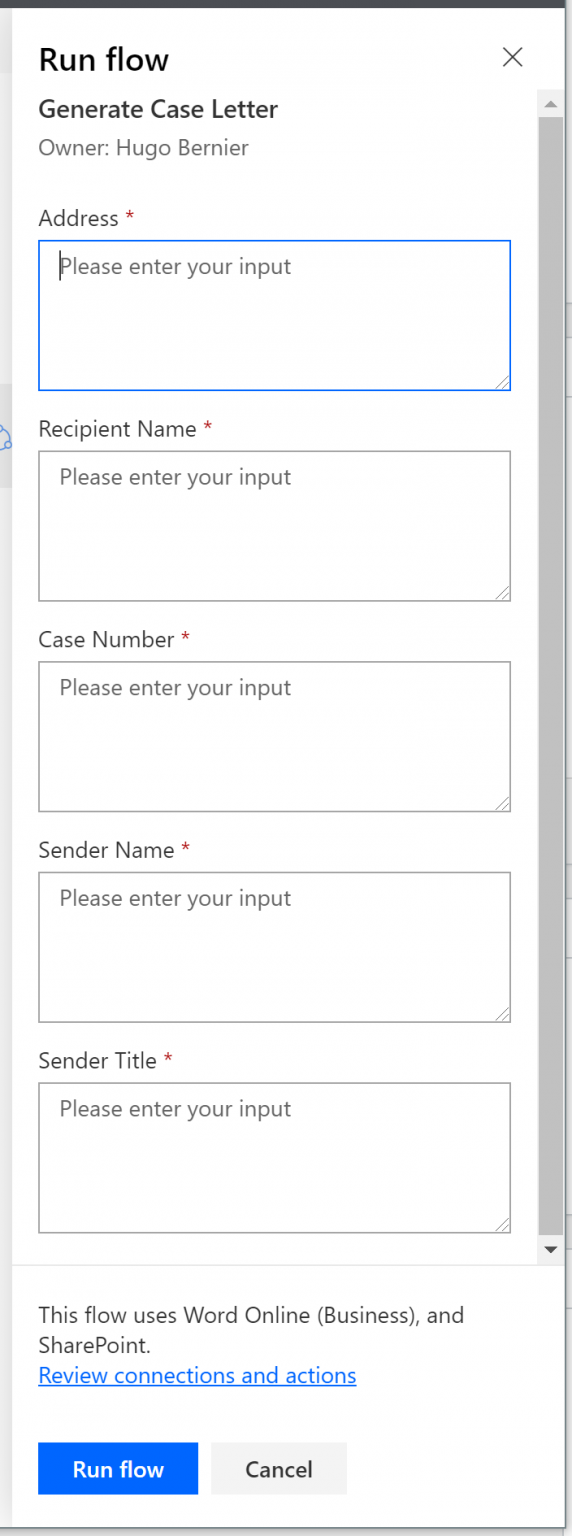 Run flow
Generate Case Letter
Owner: Hugo Bernier
Address *
Please enter your input
Recipient Name *
Please enter your input
Case Number *
Please enter your input
Sender Name *
Please enter your input
Sender Title *
Please enter your input
This flow uses Word Online (Business), and
SharePoint.
Review connections and actions
Run flow Cancel